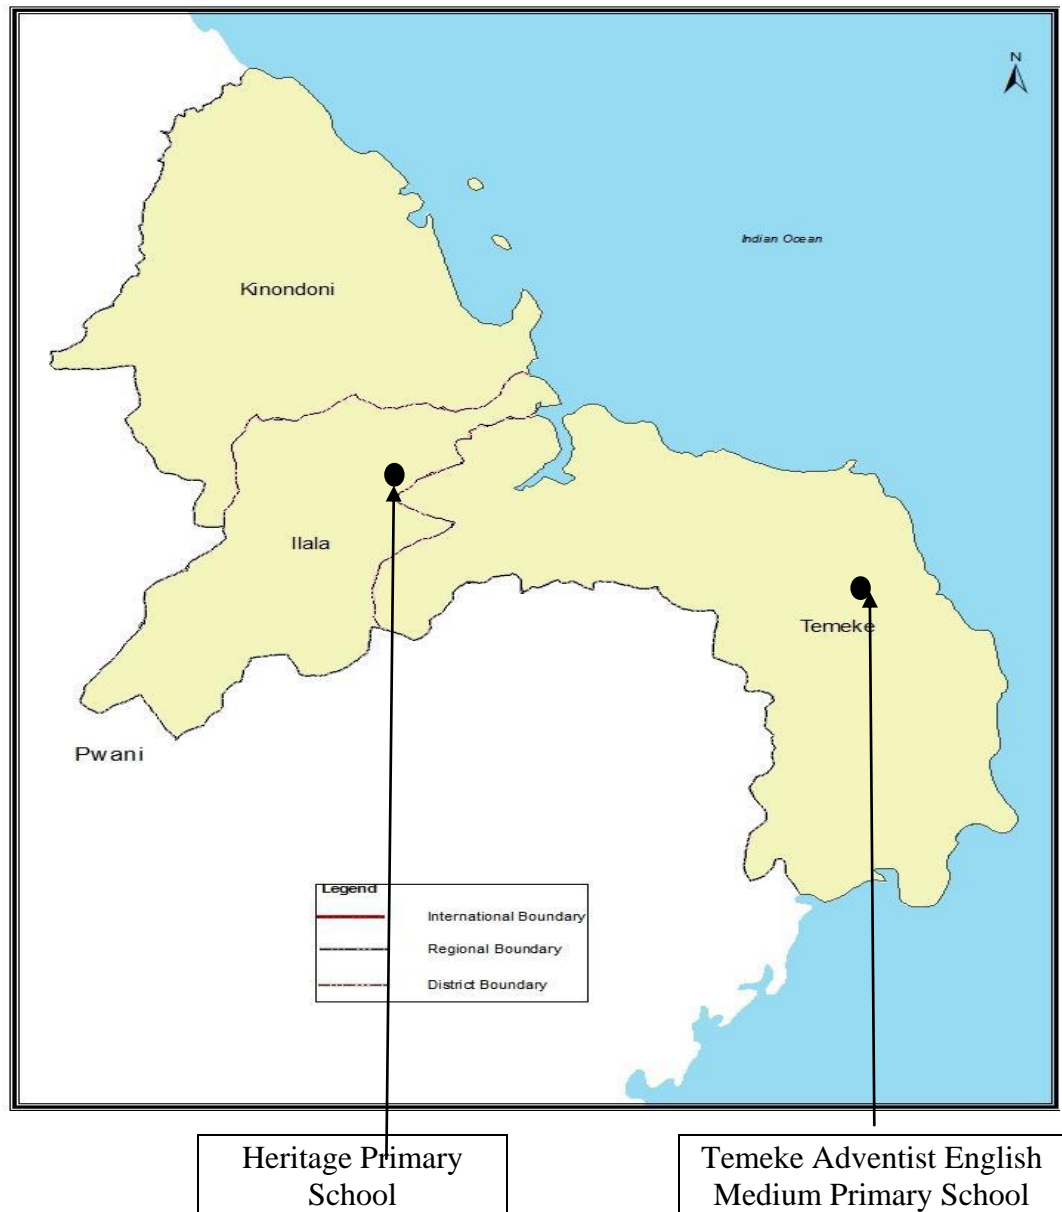 N
Indian Ocean
Kinondoni
Ilala
Temeke
Pwani
Legend
International Boundary
Regional Boundary
District Boundary
Heritage Primary
School
Temeke Adventist English
Medium Primary School